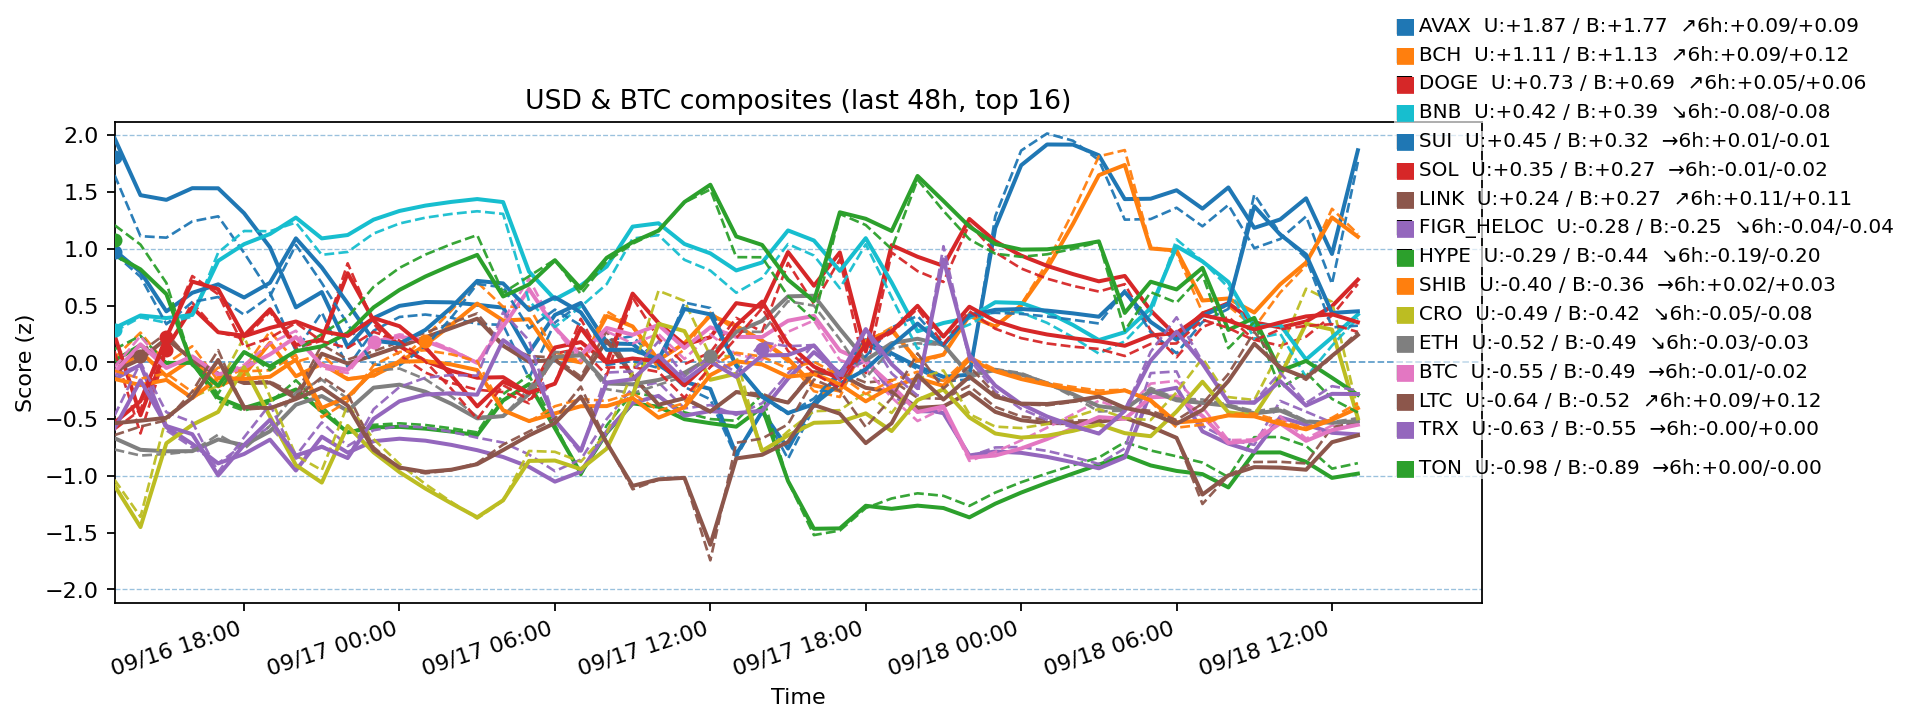 AVAX  U:+1.87 / B:+1.77  ↗6h:+0.09/+0.09
BCH  U:+1.11 / B:+1.13  ↗6h:+0.09/+0.12
DOGE  U:+0.73 / B:+0.69  ↗6h:+0.05/+0.06
BNB  U:+0.42 / B:+0.39  ↘6h:-0.08/-0.08
SUI  U:+0.45 / B:+0.32  →6h:+0.01/-0.01
SOL  U:+0.35 / B:+0.27  →6h:-0.01/-0.02
LINK  U:+0.24 / B:+0.27  ↗6h:+0.11/+0.11
FIGR_HELOC  U:-0.28 / B:-0.25  ↘6h:-0.04/-0.04
HYPE  U:-0.29 / B:-0.44  ↘6h:-0.19/-0.20
SHIB  U:-0.40 / B:-0.36  →6h:+0.02/+0.03
CRO  U:-0.49 / B:-0.42  ↘6h:-0.05/-0.08
ETH  U:-0.52 / B:-0.49  ↘6h:-0.03/-0.03
BTC  U:-0.55 / B:-0.49  →6h:-0.01/-0.02
LTC  U:-0.64 / B:-0.52  ↗6h:+0.09/+0.12
TRX  U:-0.63 / B:-0.55  →6h:-0.00/+0.00
TON  U:-0.98 / B:-0.89  →6h:+0.00/-0.00
USD & BTC composites (last 48h, top 16)
Score (z)
2.0
1.5
1.0
0.5
0.0
−0.5
−1.0
−1.5
−2.0
09/16 18:00
09/17 00:00
09/17 06:00
09/17 12:00
09/17 18:00
09/18 00:00
09/18 06:00
09/18 12:00
Time